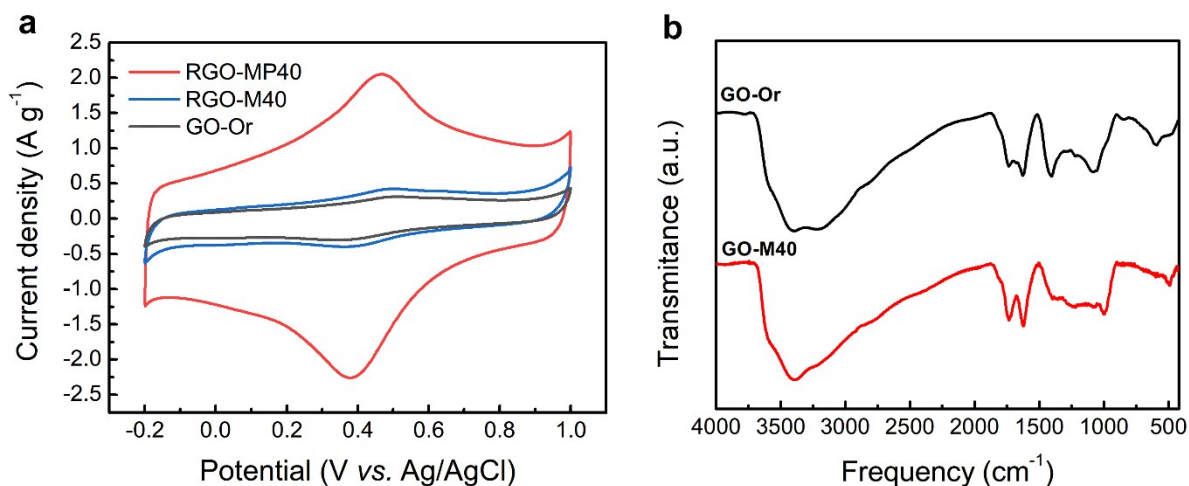 a
2.5
2.0
1.5
1.0
0.5
0.0
-0.5
-1.0
-1.5
-2.0
-2.5
Current density (A g⁻¹)
RGO-MP40
RGO-M40
GO-Or
-0.2 0.0 0.2 0.4 0.6 0.8 1.0
Potential (V vs. Ag/AgCl)
b
Transmitance (a.u.)
GO-Or
GO-M40
4000 3500 3000 2500 2000 1500 1000 500
Frequency (cm⁻¹)